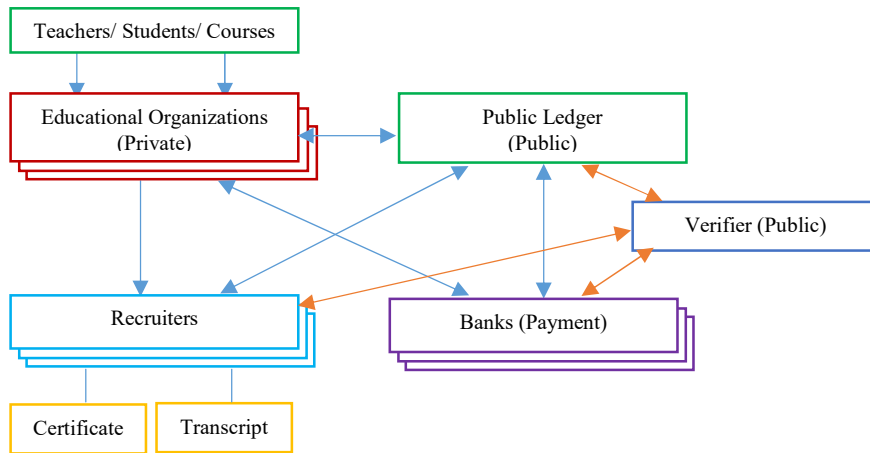 Teachers/ Students/ Courses
Educational Organizations
(Private)
Public Ledger
(Public)
Verifier (Public)
Recruiters
Banks (Payment)
Certificate
Transcript